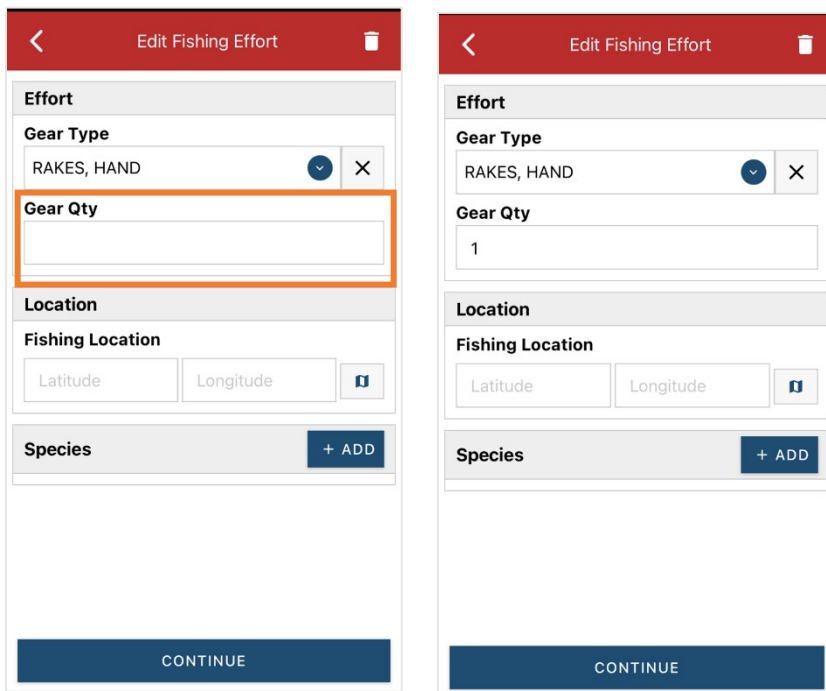 Edit Fishing Effort
Effort
Gear Type
RAKES, HAND
Gear Qty
Location
Fishing Location
Latitude Longitude
Species + ADD
CONTINUE
Edit Fishing Effort
Effort
Gear Type
RAKES, HAND
Gear Qty
1
Location
Fishing Location
Latitude Longitude
Species + ADD
CONTINUE